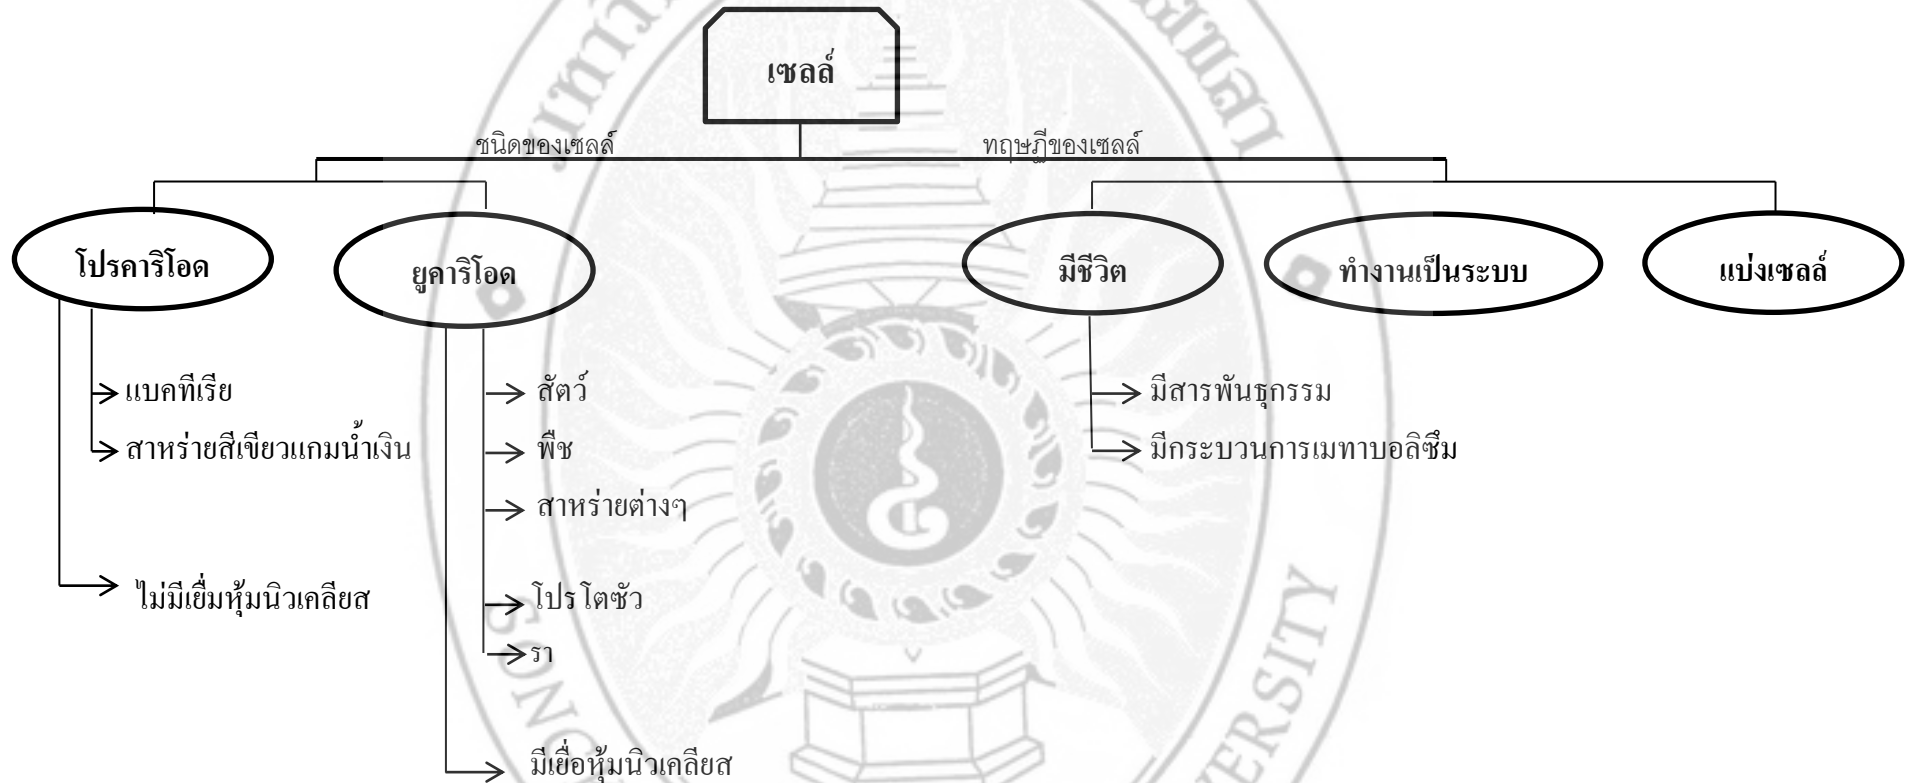 เซลล์
ชนิดของเซลล์
ทฤษฎีของเซลล์
โปรคาริโอด
ยูคาริโอด
มีชีวิต
ทำงานเป็นระบบ
แบ่งเซลล์
แบคทีเรีย
สาหร่ายสีเขียวแกมน้ำเงิน
ไม่มีเยื่มหุ้มนิวเคลียส
สัตว์
พืช
สาหร่ายต่างๆ
โปรโตซัว
รา
มีเยื่อหุ้มนิวเคลียส
มีสารพันธุกรรม
มีกระบวนการเมทาบอลิซึม